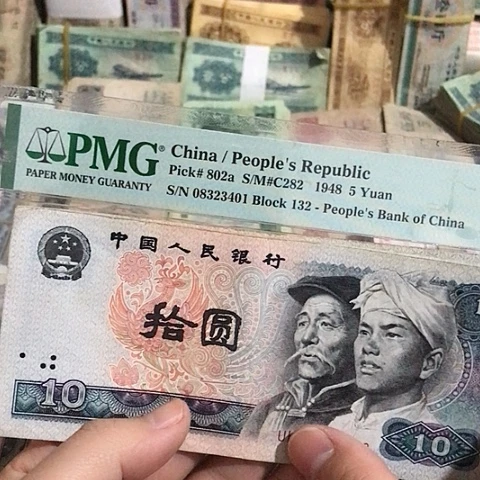 PMG
PAPER MONEY GUARANTY
China / People's Republic
Pick# 802a S/M#C282 1948 5 Yuan
S/N 08323401 Block 132 - People's Bank of China
中国人民银行
拾圆
10
10